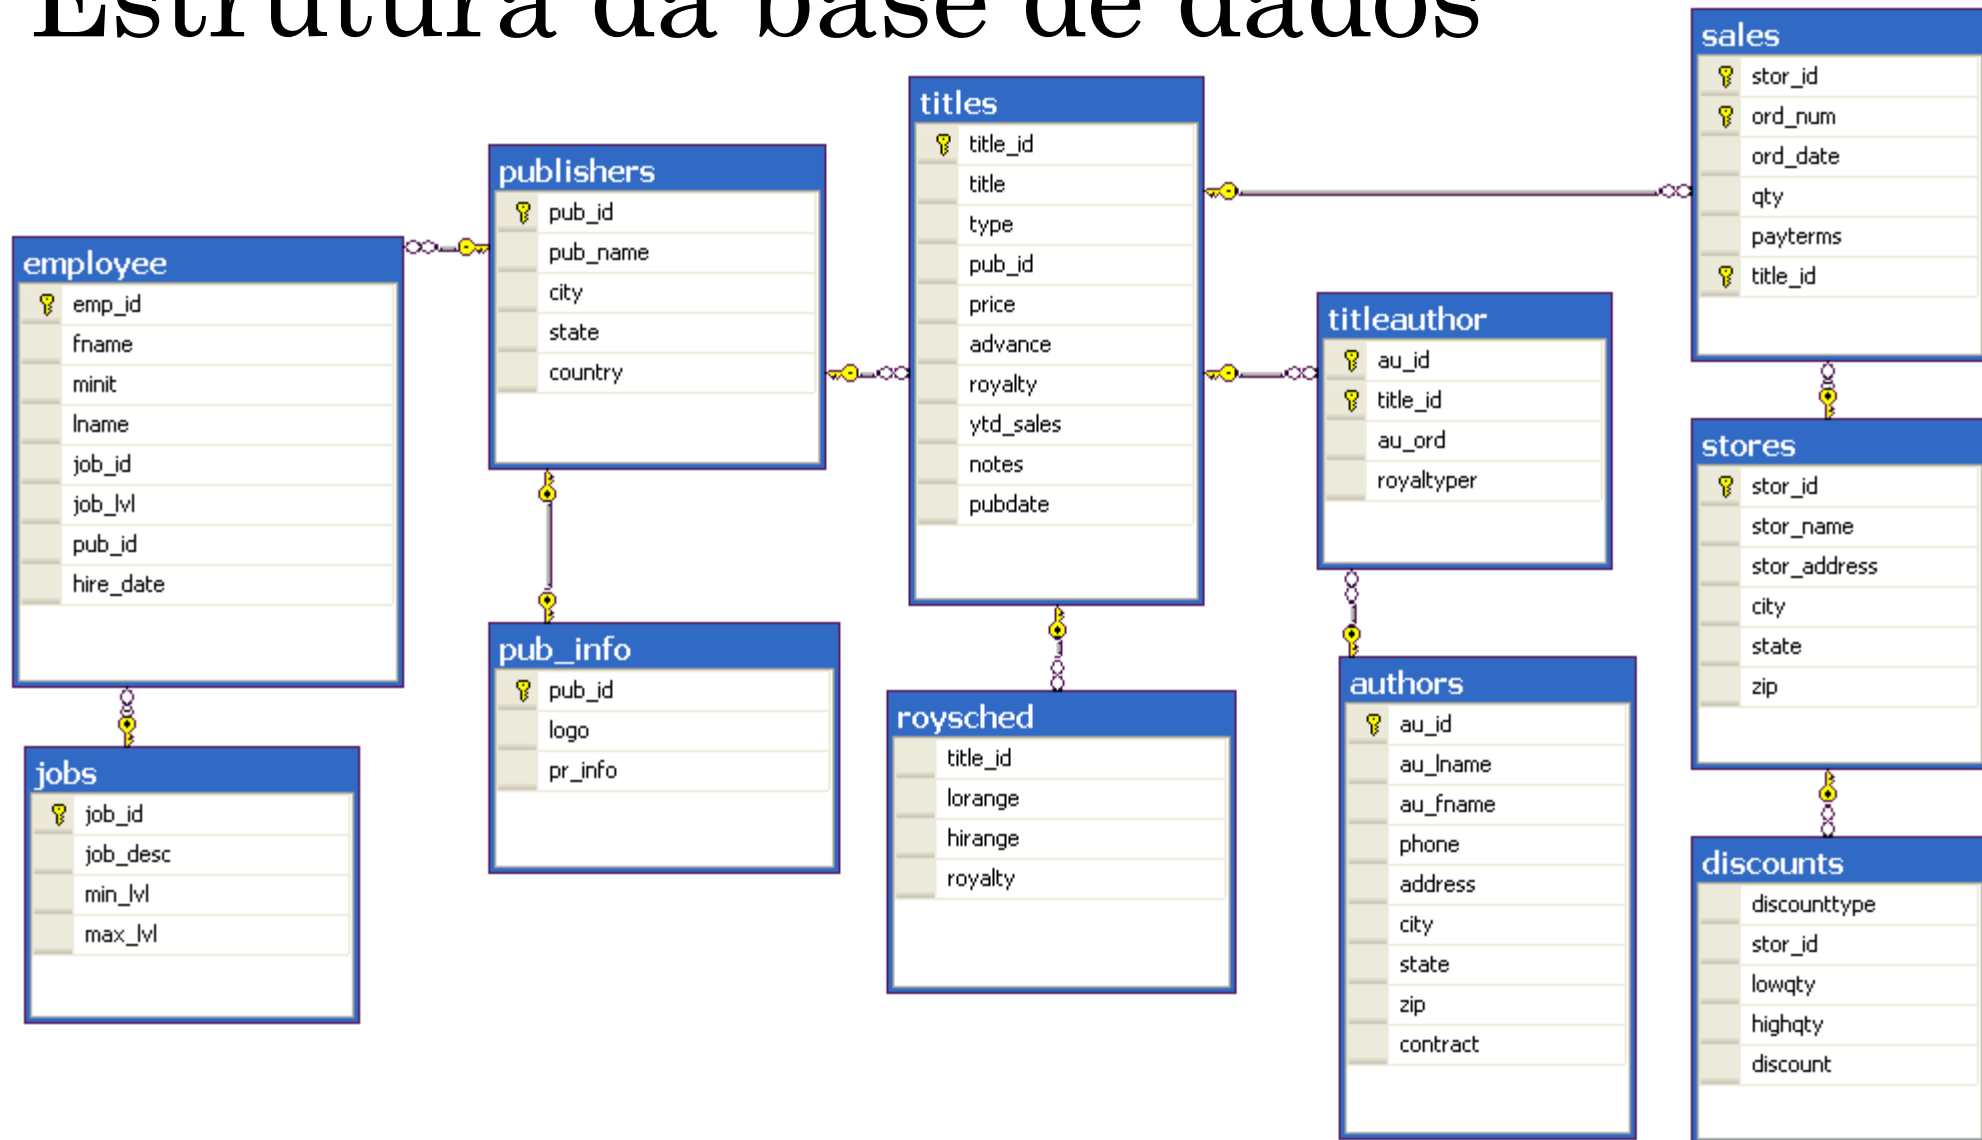 Estrutura da base de dados
employee
emp_id
fname
minit
lname
job_id
job_lvl
pub_id
hire_date
jobs
job_id
job_desc
min_lvl
max_lvl
publishers
pub_id
pub_name
city
state
country
pub_info
pub_id
logo
pr_info
titles
title_id
title
type
pub_id
price
advance
royalty
ytd_sales
notes
pubdate
roysched
title_id
lorange
hirange
royalty
titleauthor
au_id
title_id
au_ord
royaltyper
authors
au_id
au_lname
au_fname
phone
address
city
state
zip
contract
sales
stor_id
ord_num
ord_date
qty
payterms
title_id
stores
stor_id
stor_name
stor_address
city
state
zip
discounts
discounttype
stor_id
lowqty
highqty
discount